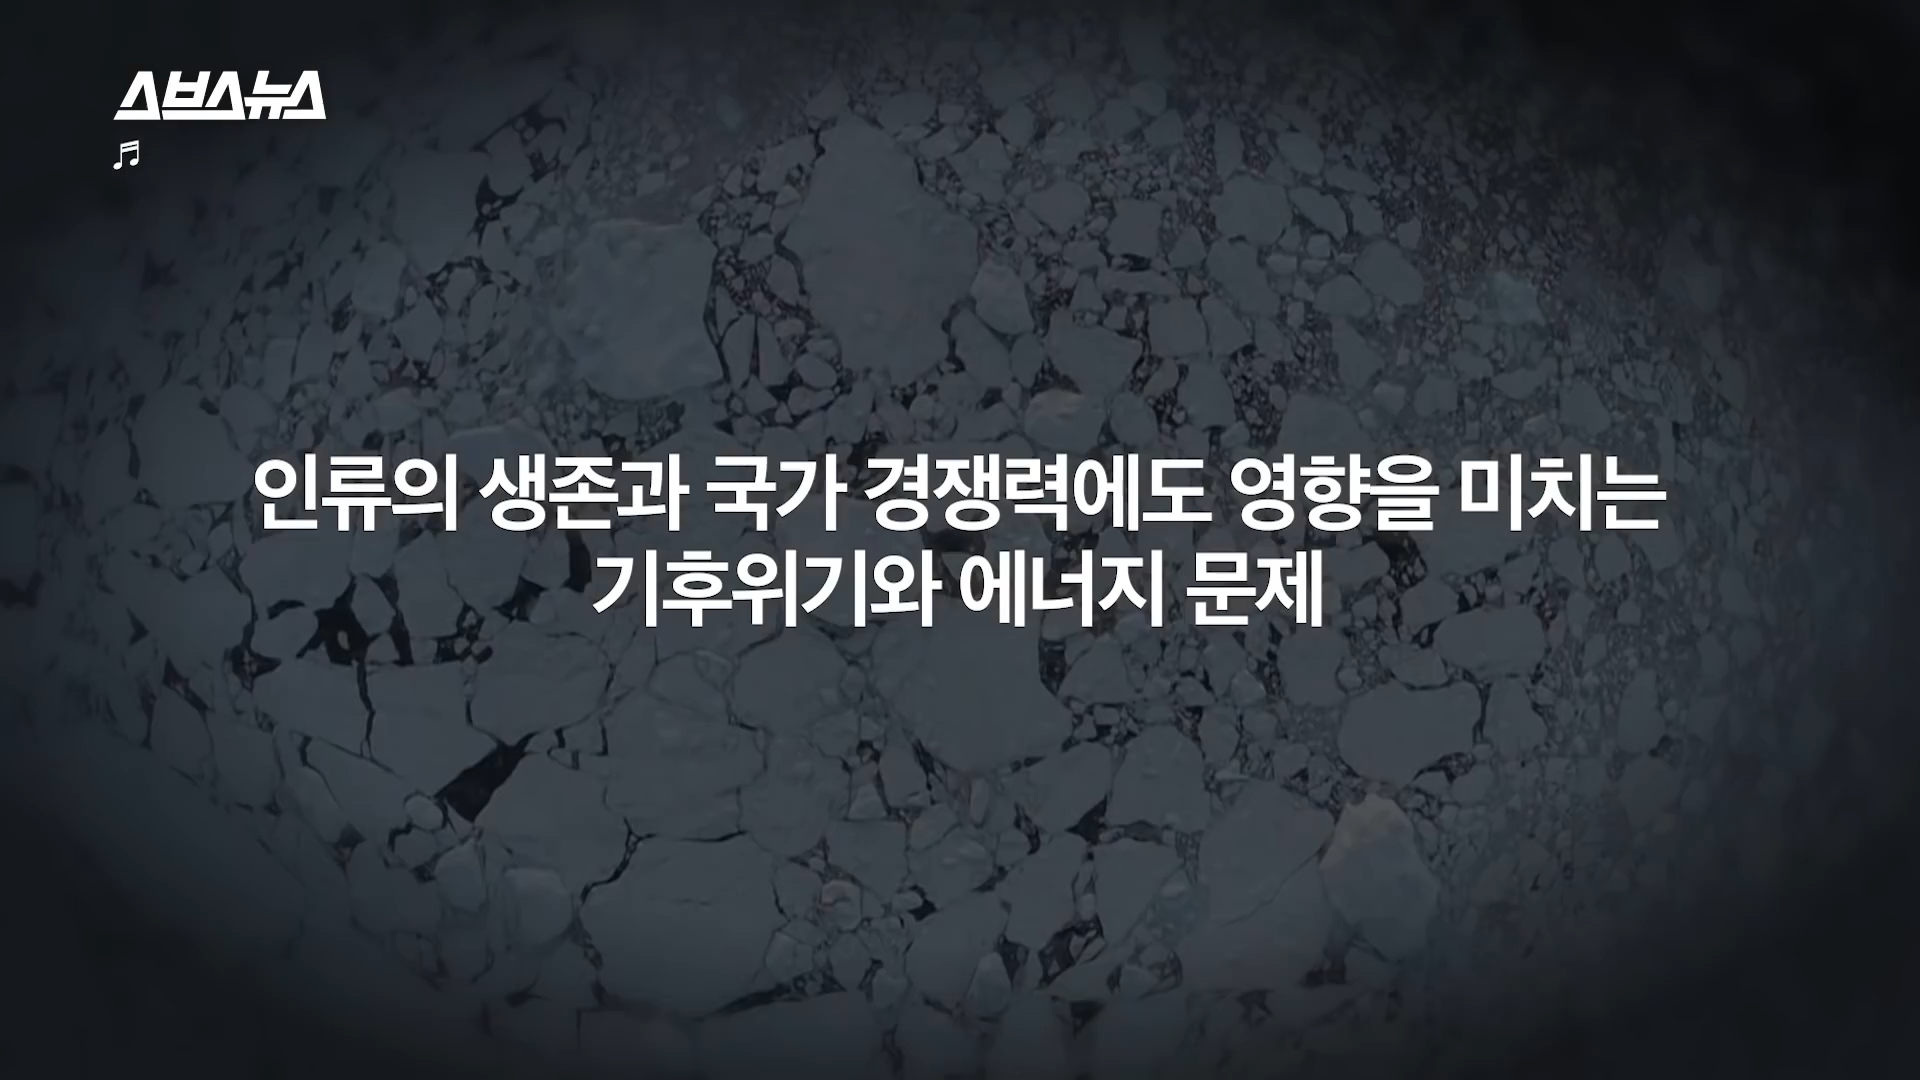 스브스뉴스
♬
인류의 생존과 국가 경쟁력에도 영향을 미치는
기후위기와 에너지 문제